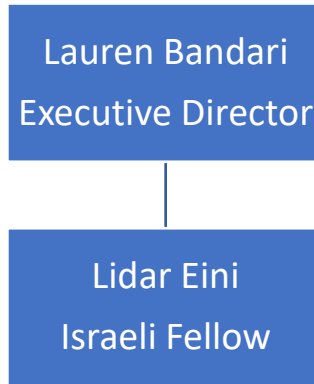 Lauren Bandari
Executive Director
Lidar Eini
Israeli Fellow